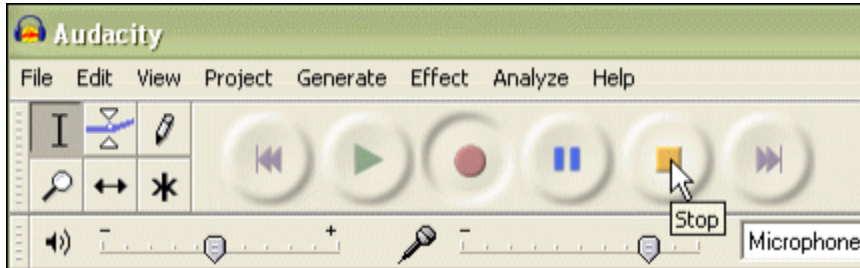 Audacity
File Edit View Project Generate Effect Analyze Help
Stop
Microphone